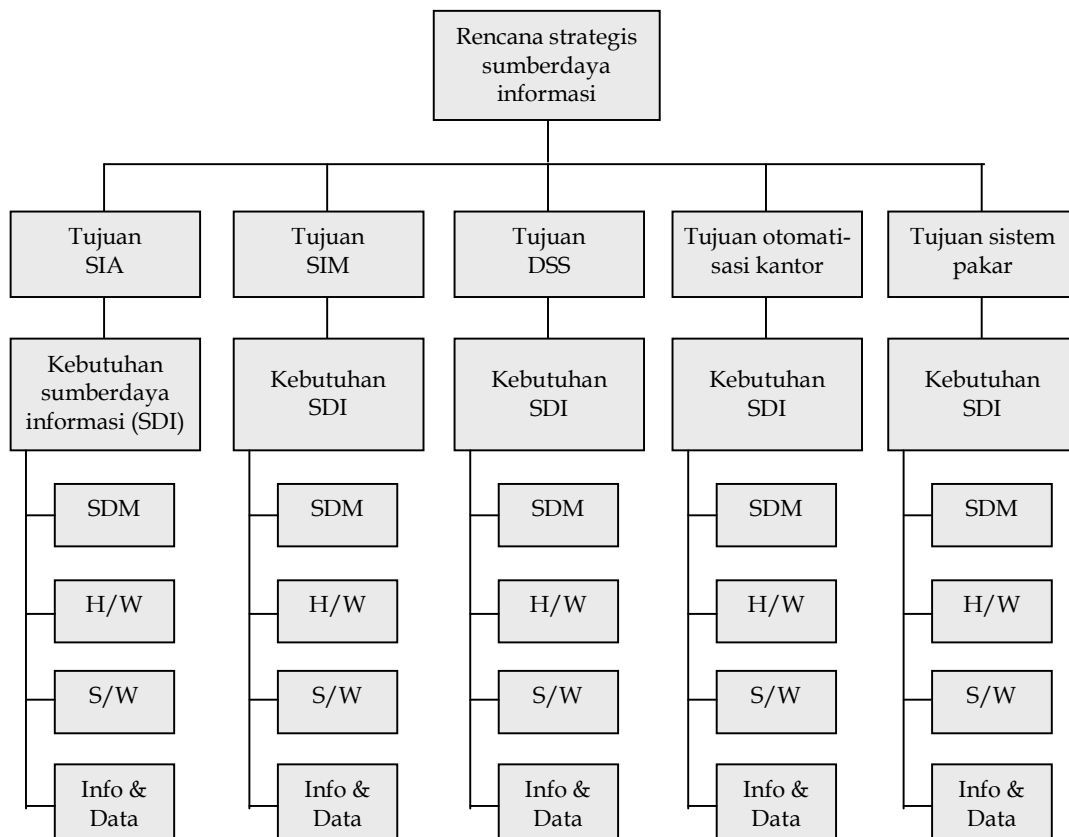 Rencana strategis
sumberdaya
informasi
Tujuan
SIA
Tujuan
SIM
Tujuan
DSS
Tujuan otomati-
sasi kantor
Tujuan sistem
pakar
Kebutuhan
sumberdaya
informasi (SDI)
Kebutuhan
SDI
Kebutuhan
SDI
Kebutuhan
SDI
Kebutuhan
SDI
SDM
SDM
SDM
SDM
SDM
H/W
H/W
H/W
H/W
H/W
S/W
S/W
S/W
S/W
S/W
Info &
Data
Info &
Data
Info &
Data
Info &
Data
Info &
Data